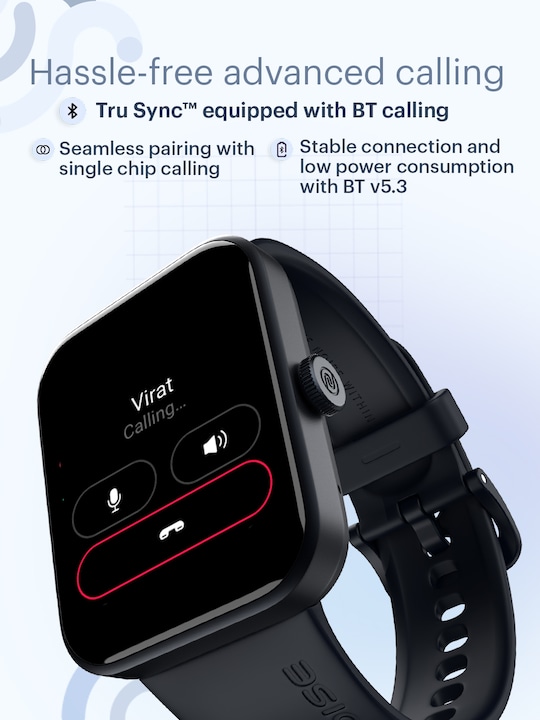 Hassle-free advanced calling
Tru Sync™ equipped with BT calling
Seamless pairing with
single chip calling
Stable connection and
low power consumption
with BT v5.3
Virat
Calling...